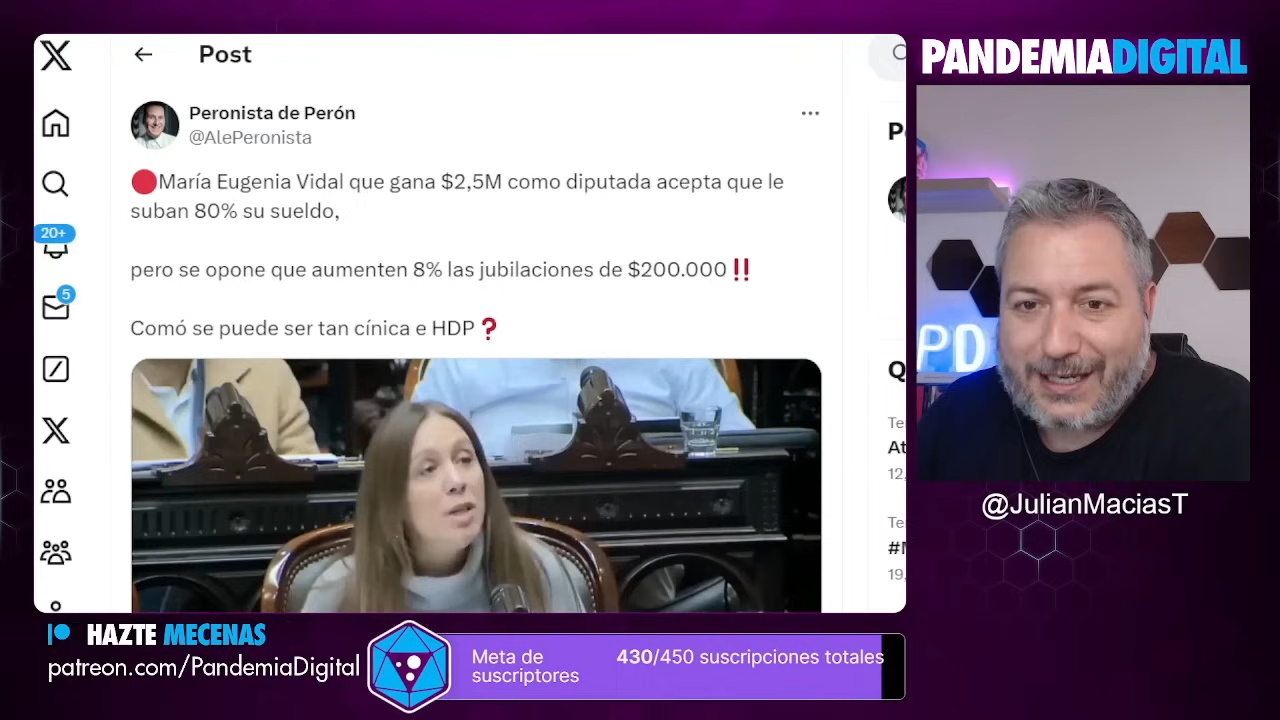 Post
PANDEMIADIGITAL
Peronista de Perón
@AlePeronista
🔴María Eugenia Vidal que gana $2,5M como diputada acepta que le
suban 80% su sueldo,
20+
pero se opone que aumenten 8% las jubilaciones de $200.000‼️
5
Comó se puede ser tan cínica e HDP❓
PD
@JulianMaciasT
HAZTE MECENAS
patreon.com/PandemiaDigital
Meta de
suscriptores
430/450 suscripciones totales